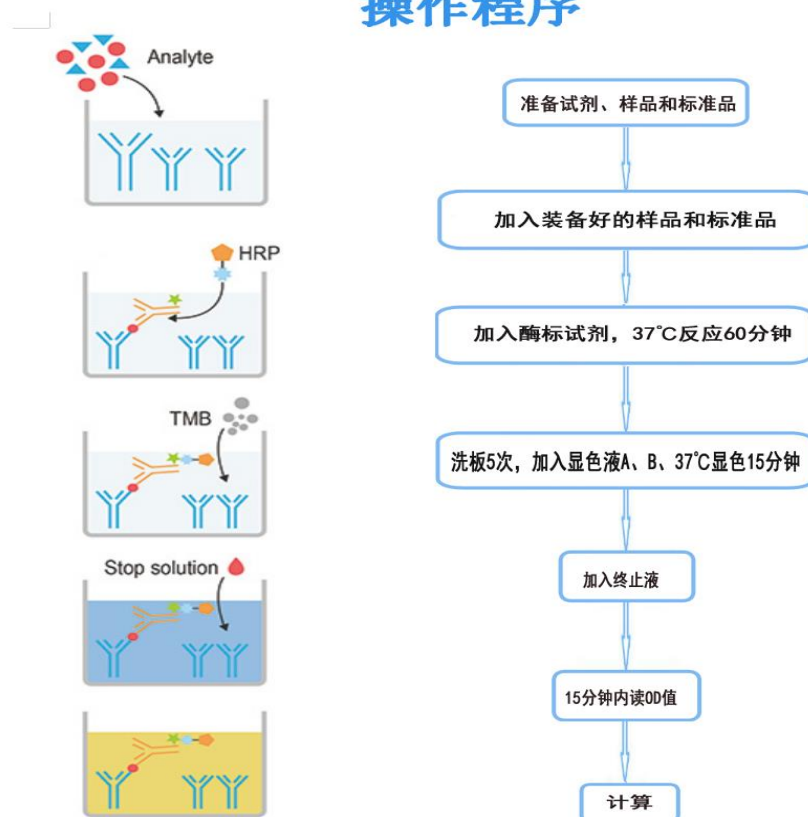 操作程序
Analyte
HRP
TMB
Stop solution
准备试剂、样品和标准品
加入装备好的样品和标准品
加入酶标试剂，37℃反应60分钟
洗板5次，加入显色液A、B、37℃显色15分钟
加入终止液
15分钟内读OD值
计算